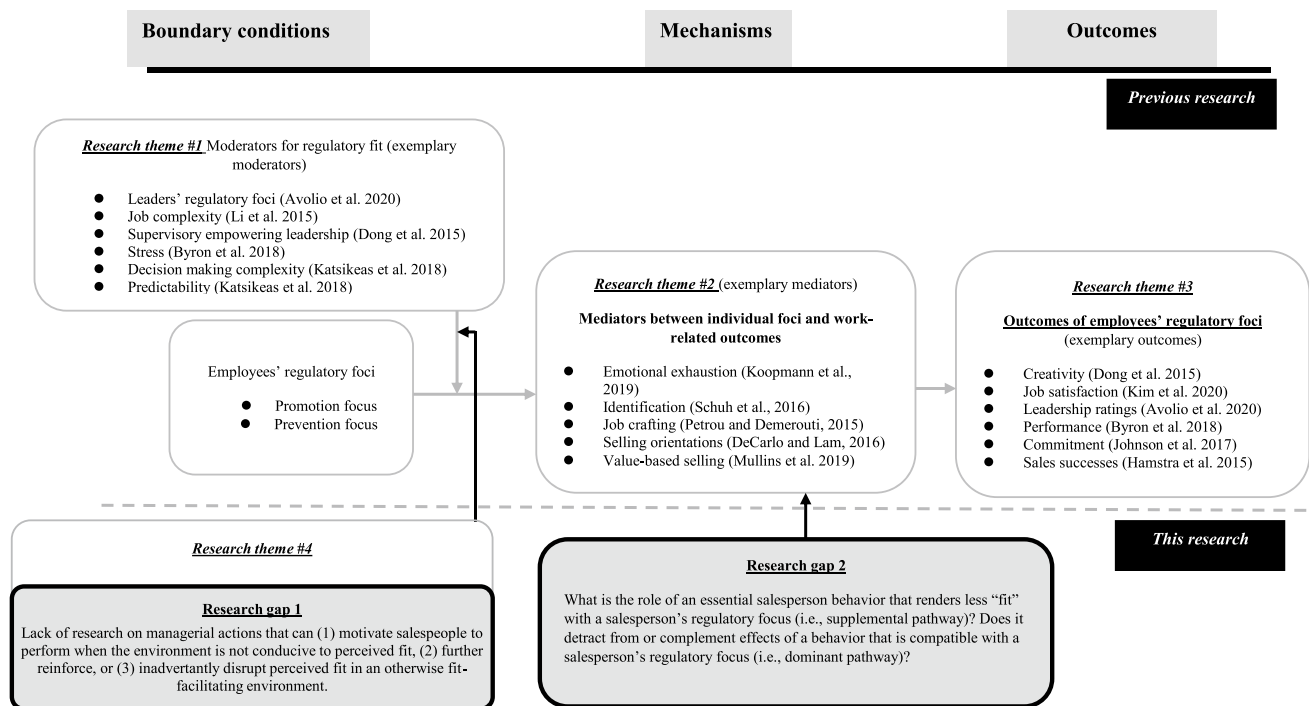 Boundary conditions
Mechanisms
Outcomes
Previous research
Research theme #1 Moderators for regulatory fit (exemplary
moderators)
● Leaders’ regulatory foci (Avolio et al. 2020)
● Job complexity (Li et al. 2015)
● Supervisory empowering leadership (Dong et al. 2015)
● Stress (Byron et al. 2018)
● Decision making complexity (Katsikeas et al. 2018)
● Predictability (Katsikeas et al. 2018)
Employees’ regulatory foci
● Promotion focus
● Prevention focus
Research theme #2 (exemplary mediators)
Mediators between individual foci and work-
related outcomes
● Emotional exhaustion (Koopmann et al.,
2019)
● Identification (Schuh et al., 2016)
● Job crafting (Petrou and Demerouti, 2015)
● Selling orientations (DeCarlo and Lam, 2016)
● Value-based selling (Mullins et al. 2019)
Research theme #3
Outcomes of employees’ regulatory foci
(exemplary outcomes)
● Creativity (Dong et al. 2015)
● Job satisfaction (Kim et al. 2020)
● Leadership ratings (Avolio et al. 2020)
● Performance (Byron et al. 2018)
● Commitment (Johnson et al. 2017)
● Sales successes (Hamstra et al. 2015)
This research
Research theme #4
Research gap 1
Lack of research on managerial actions that can (1) motivate salespeople to
perform when the environment is not conducive to perceived fit, (2) further
reinforce, or (3) inadvertantly disrupt perceived fit in an otherwise fit-
facilitating environment.
Research gap 2
What is the role of an essential salesperson behavior that renders less “fit”
with a salesperson’s regulatory focus (i.e., supplemental pathway)? Does it
detract from or complement effects of a behavior that is compatible with a
salesperson’s regulatory focus (i.e., dominant pathway)?